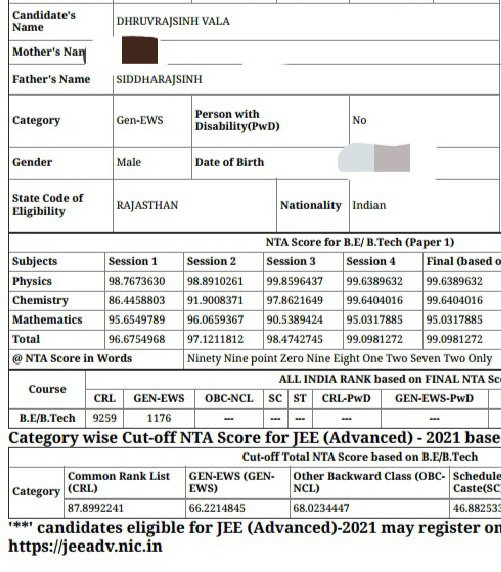 Candidate's Name DHRUVRAJSINH VALA
Mother's Nam
Father's Name SIDDHARAJSINH
Category Gen-EWS Person with Disability(PwD) No
Gender Male Date of Birth
State Code of Eligibility RAJASTHAN Nationality Indian
NTA Score for B.E/ B.Tech (Paper 1)
Subjects Session 1 Session 2 Session 3 Session 4 Final (based o
Physics 98.7673630 98.8910261 99.8596437 99.6389632 99.6389632
Chemistry 86.4458803 91.9008371 97.8621649 99.6404016 99.6404016
Mathematics 95.6549789 96.0659367 90.5389424 95.0317885 95.0317885
Total 96.6754968 97.1211812 98.4742745 99.0981272 99.0981272
@ NTA Score in Words Ninety Nine point Zero Nine Eight One Two Seven Two Only
Course ALL INDIA RANK based on FINAL NTA Sc
CRL GEN-EWS OBC-NCL SC ST CRL-PwD GEN-EWS-PwD
B.E/B.Tech 9259 1176 --- --- --- --- ---
Category wise Cut-off NTA Score for JEE (Advanced) - 2021 base
Cut-off Total NTA Score based on B.E/B.Tech
Category Common Rank List (CRL) GEN-EWS (GEN-EWS) Other Backward Class (OBC-NCL) Schedule Caste(SC
87.8992241 66.2214845 68.0234447 46.882533
'**' candidates eligible for JEE (Advanced)-2021 may register on
https://jeeadv.nic.in